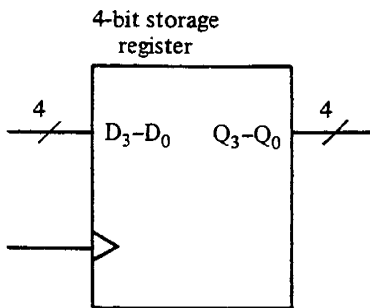 4-bit storage
register
4
4
D₃–D₀
Q₃–Q₀